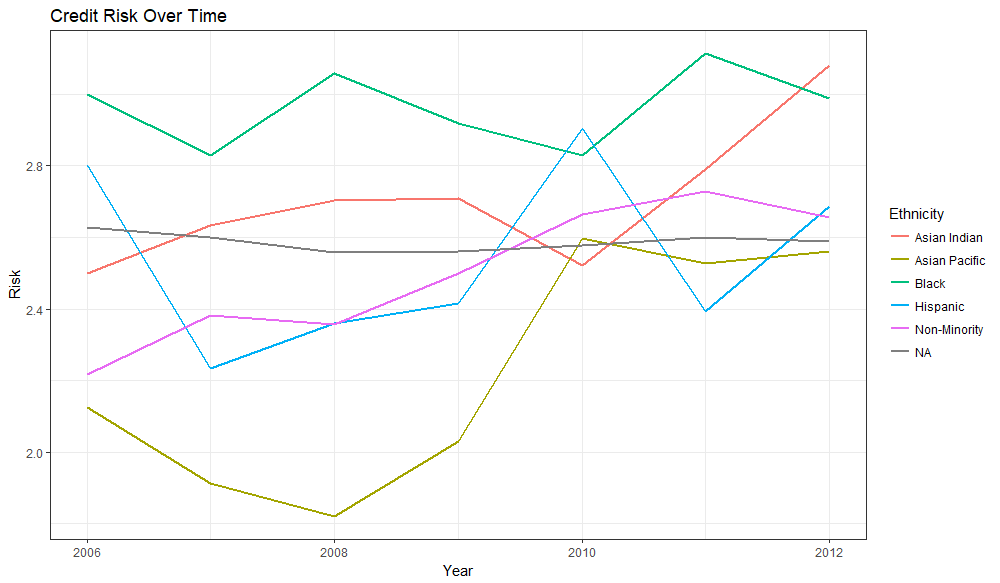 Credit Risk Over Time
Risk
2.8
2.4
2.0
2006
2008
2010
2012
Year
Ethnicity
Asian Indian
Asian Pacific
Black
Hispanic
Non-Minority
NA